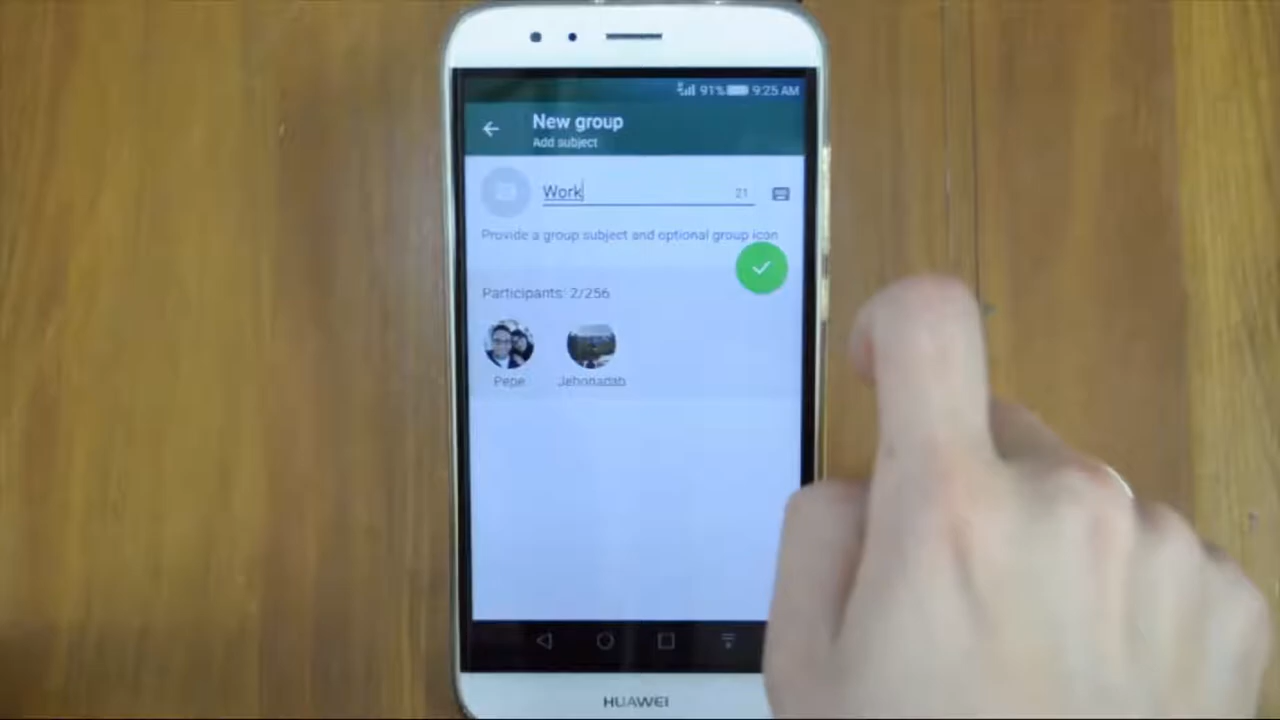 91% 9:25 AM
New group
Add subject
Work 21
Provide a group subject and optional group icon
Participants: 2/256
Pepe Jehonadab
HUAWEI